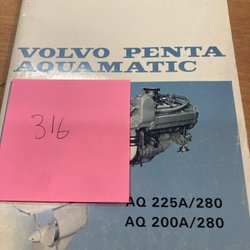 VOLVO PENTA
AQUAMATIC
316
AQ 225A/280
AQ 200A/280